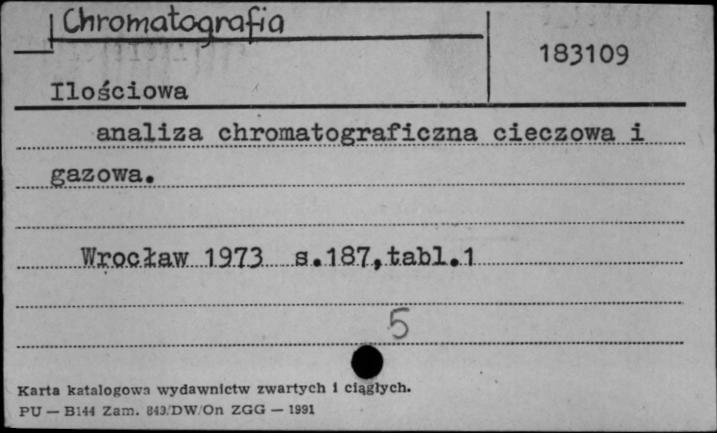 Chromatografia
183109
Ilościowa
analiza chromatograficzna cieczowa i
gazowa.
Wrocław 1973 s.187,tabl.1
5
Karta katalogowa wydawnictw zwartych i ciągłych.
PU — B144 Zam. 843/DW/On ZGG — 1991